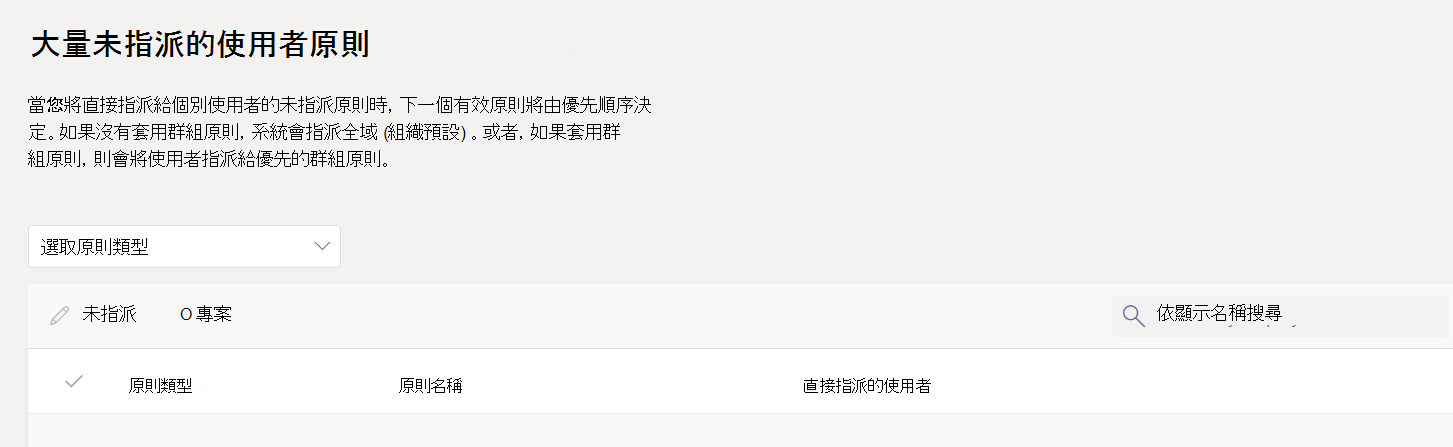 大量未指派的使用者原則
當您將直接指派給個別使用者的未指派原則時, 下一個有效原則將由優先順序決
定。如果沒有套用群組原則, 系統會指派全域 (組織預設) 。或者, 如果套用群
組原則, 則會將使用者指派給優先的群組原則。
選取原則類型
未指派 O 專案 依顯示名稱搜尋
原則類型 原則名稱 直接指派的使用者